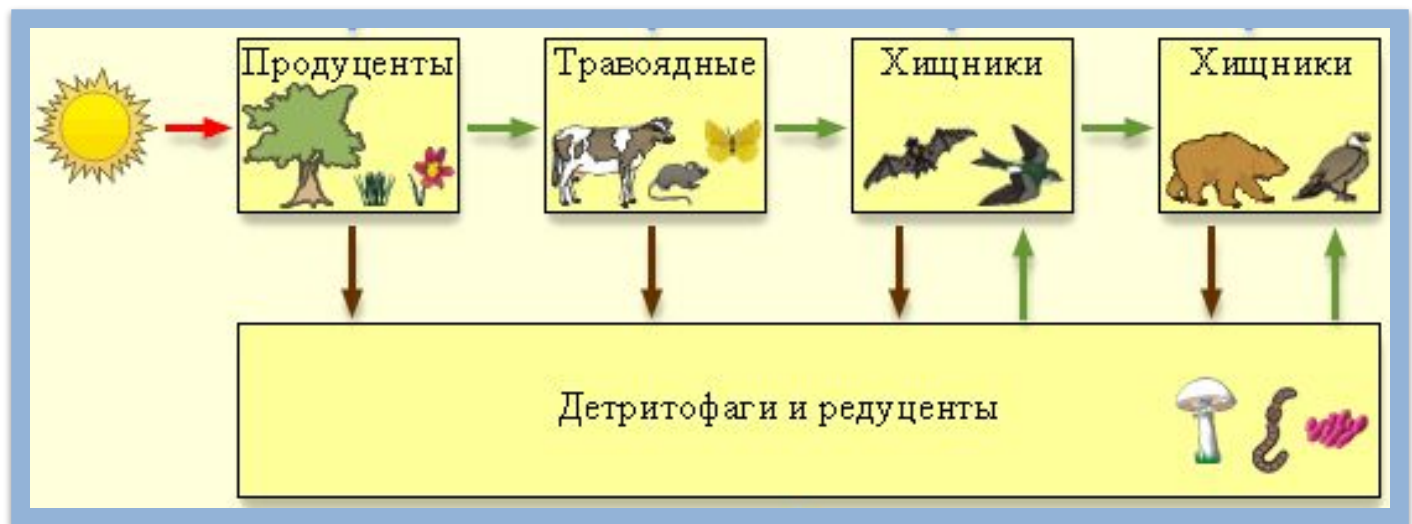 Продуценты
Травоядные
Хищники
Хищники
Детритофаги и редуценты